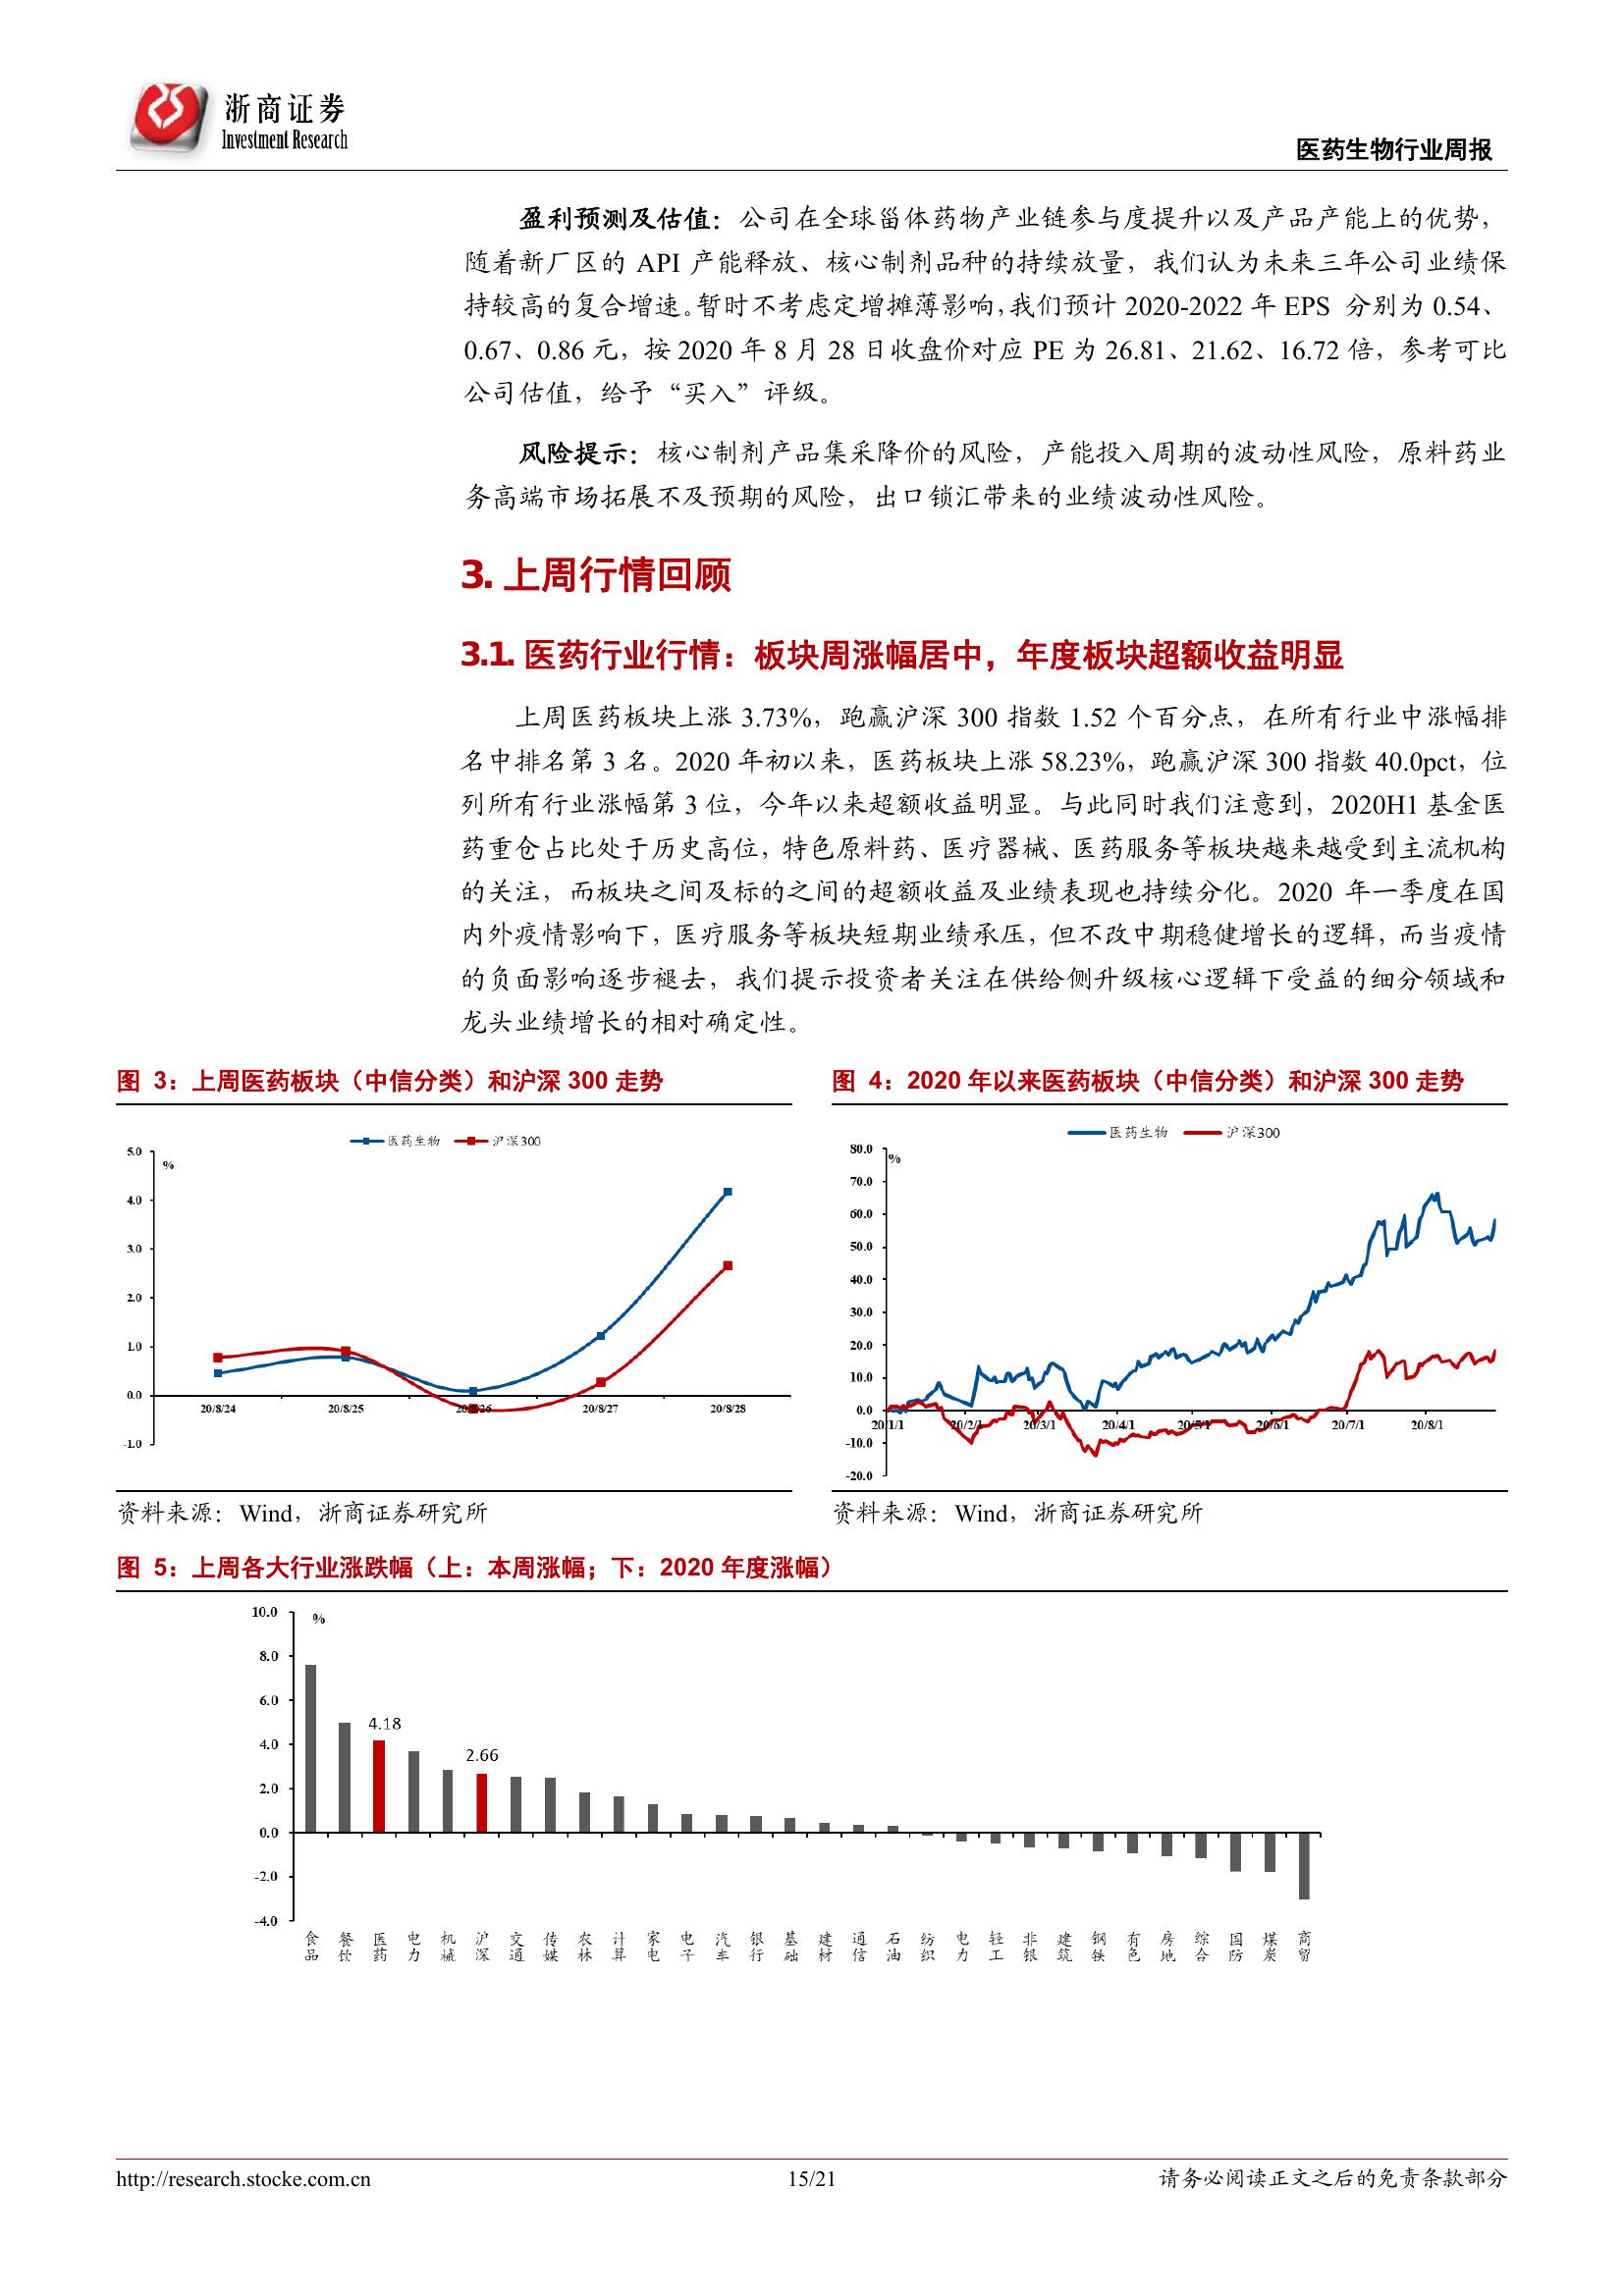 浙商证券
Investment Research
医药生物行业周报
盈利预测及估值：公司在全球甾体药物产业链参与度提升以及产品产能上的优势，
随着新厂区的 API 产能释放、核心制剂品种的持续放量，我们认为未来三年公司业绩保
持较高的复合增速。暂时不考虑定增摊薄影响，我们预计 2020-2022 年 EPS 分别为 0.54、
0.67、0.86 元，按 2020 年 8 月 28 日收盘价对应 PE 为 26.81、21.62、16.72 倍，参考可比
公司估值，给予“买入”评级。
风险提示：核心制剂产品集采降价的风险，产能投入周期的波动性风险，原料药业
务高端市场拓展不及预期的风险，出口锁汇带来的业绩波动性风险。
3. 上周行情回顾
3.1. 医药行业行情：板块周涨幅居中，年度板块超额收益明显
上周医药板块上涨 3.73%，跑赢沪深 300 指数 1.52 个百分点，在所有行业中涨幅排
名中排名第 3 名。2020 年初以来，医药板块上涨 58.23%，跑赢沪深 300 指数 40.0pct，位
列所有行业涨幅第 3 位，今年以来超额收益明显。与此同时我们注意到，2020H1 基金医
药重仓占比处于历史高位，特色原料药、医疗器械、医药服务等板块越来越受到主流机构
的关注，而板块之间及标的之间的超额收益及业绩表现也持续分化。2020 年一季度在国
内外疫情影响下，医疗服务等板块短期业绩承压，但不改中期稳健增长的逻辑，而当疫情
的负面影响逐步褪去，我们提示投资者关注在供给侧升级核心逻辑下受益的细分领域和
龙头业绩增长的相对确定性。
图 3：上周医药板块（中信分类）和沪深 300 走势
医药生物 沪深300
%
5.0
4.0
3.0
2.0
1.0
0.0
-1.0
20/8/24 20/8/25 20/8/26 20/8/27 20/8/28
资料来源：Wind，浙商证券研究所
图 4：2020 年以来医药板块（中信分类）和沪深 300 走势
医药生物 沪深300
%
80.0
70.0
60.0
50.0
40.0
30.0
20.0
10.0
0.0
-10.0
-20.0
20/1/1 20/2/1 20/3/1 20/4/1 20/5/1 20/6/1 20/7/1 20/8/1
资料来源：Wind，浙商证券研究所
图 5：上周各大行业涨跌幅（上：本周涨幅；下：2020 年度涨幅）
%
10.0
8.0
6.0
4.0
2.0
0.0
-2.0
-4.0
4.18
2.66
食品 餐饮 医药 电力 机械 沪深 交通 传媒 农林 计算 家电 电子 汽车 银行 基础 建材 通信 石油 纺织 电力 轻工 非银 建筑 钢铁 有色 房地 综合 国防 煤炭 商贸
http://research.stocke.com.cn
15/21
请务必阅读正文之后的免责条款部分